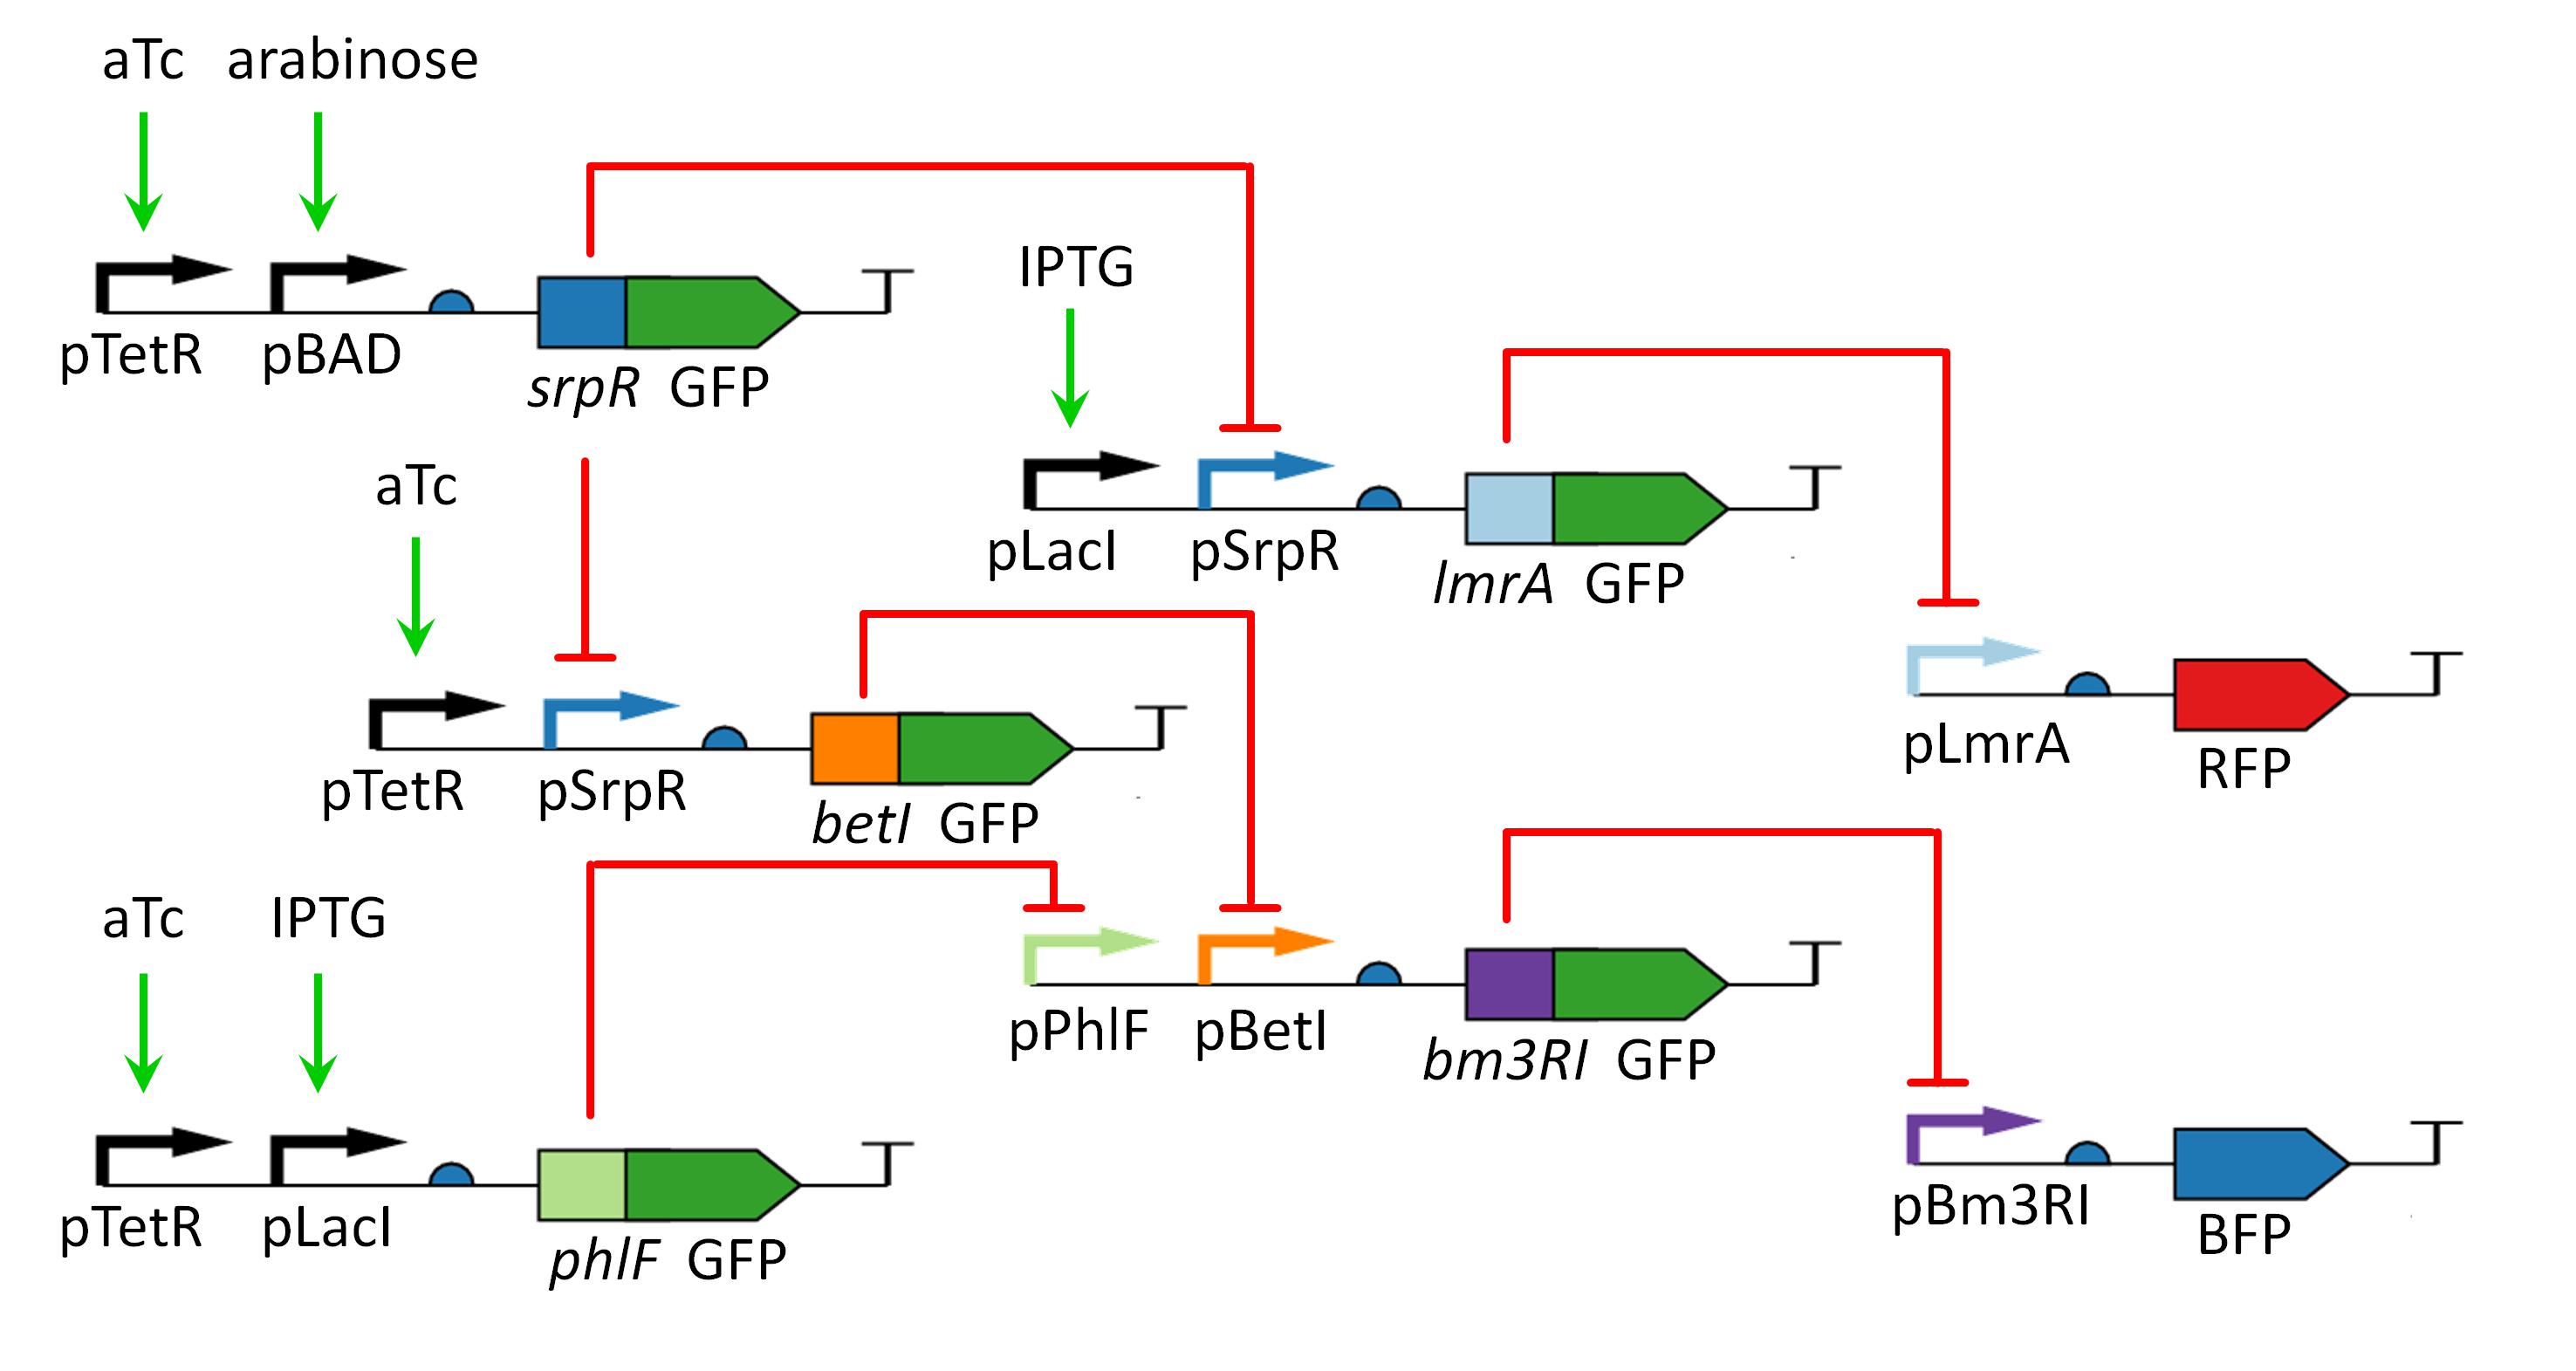 aTc arabinose
pTetR pBAD
srpR GFP
IPTG
pLacI pSrpR
lmrA GFP
aTc
pTetR pSrpR
betI GFP
pLmrA
RFP
aTc IPTG
pPhlF pBetI
bm3RI GFP
pTetR pLacI
phlF GFP
pBm3RI
BFP